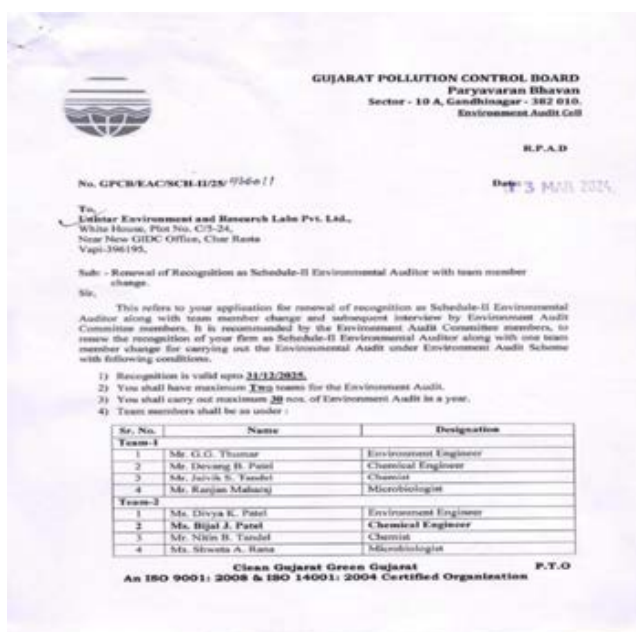 GUJARAT POLLUTION CONTROL BOARD
Paryavaran Bhavan
Sector - 10 A, Gandhinagar - 382 010.
Environment Audit Cell
R.P.A.D
No. GPCB/EAC/SCH-II/25/
Date: 3 MAR 2025
To,
Unistar Environment and Research Labs Pvt. Ltd.,
White House, Plot No. C/5-24,
Near New GIDC Office, Char Rasta
Vapi-396195,
Sub: - Renewal of Recognition as Schedule-II Environmental Auditor with team member
change.
Sir,
This refers to your application for renewal of recognition as Schedule-II Environmental
Auditor along with team member change and subsequent interview by Environment Audit
Committee members. It is recommended by the Environment Audit Committee members, to
renew the recognition of your firm as Schedule-II Environmental Auditor along with one team
member change for carrying out the Environmental Audit under Environment Audit Scheme
with following conditions.
1) Recognition is valid upto 31/12/2025.
2) You shall have maximum Two teams for the Environment Audit.
3) You shall carry out maximum 30 nos. of Environment Audit in a year.
4) Team members shall be as under :
Sr. No. Name Designation
Team-1
1 Mr. G.G. Thumar Environment Engineer
2 Mr. Devang B. Patel Chemical Engineer
3 Mr. Jaivik S. Tandel Chemist
4 Mr. Ranjan Maharaj Microbiologist
Team-2
1 Ms. Divya K. Patel Environment Engineer
2 Ms. Bijal J. Patel Chemical Engineer
3 Mr. Nitin B. Tandel Chemist
4 Ms. Shweta A. Rana Microbiologist
Clean Gujarat Green Gujarat P.T.O
An ISO 9001: 2008 & ISO 14001: 2004 Certified Organization